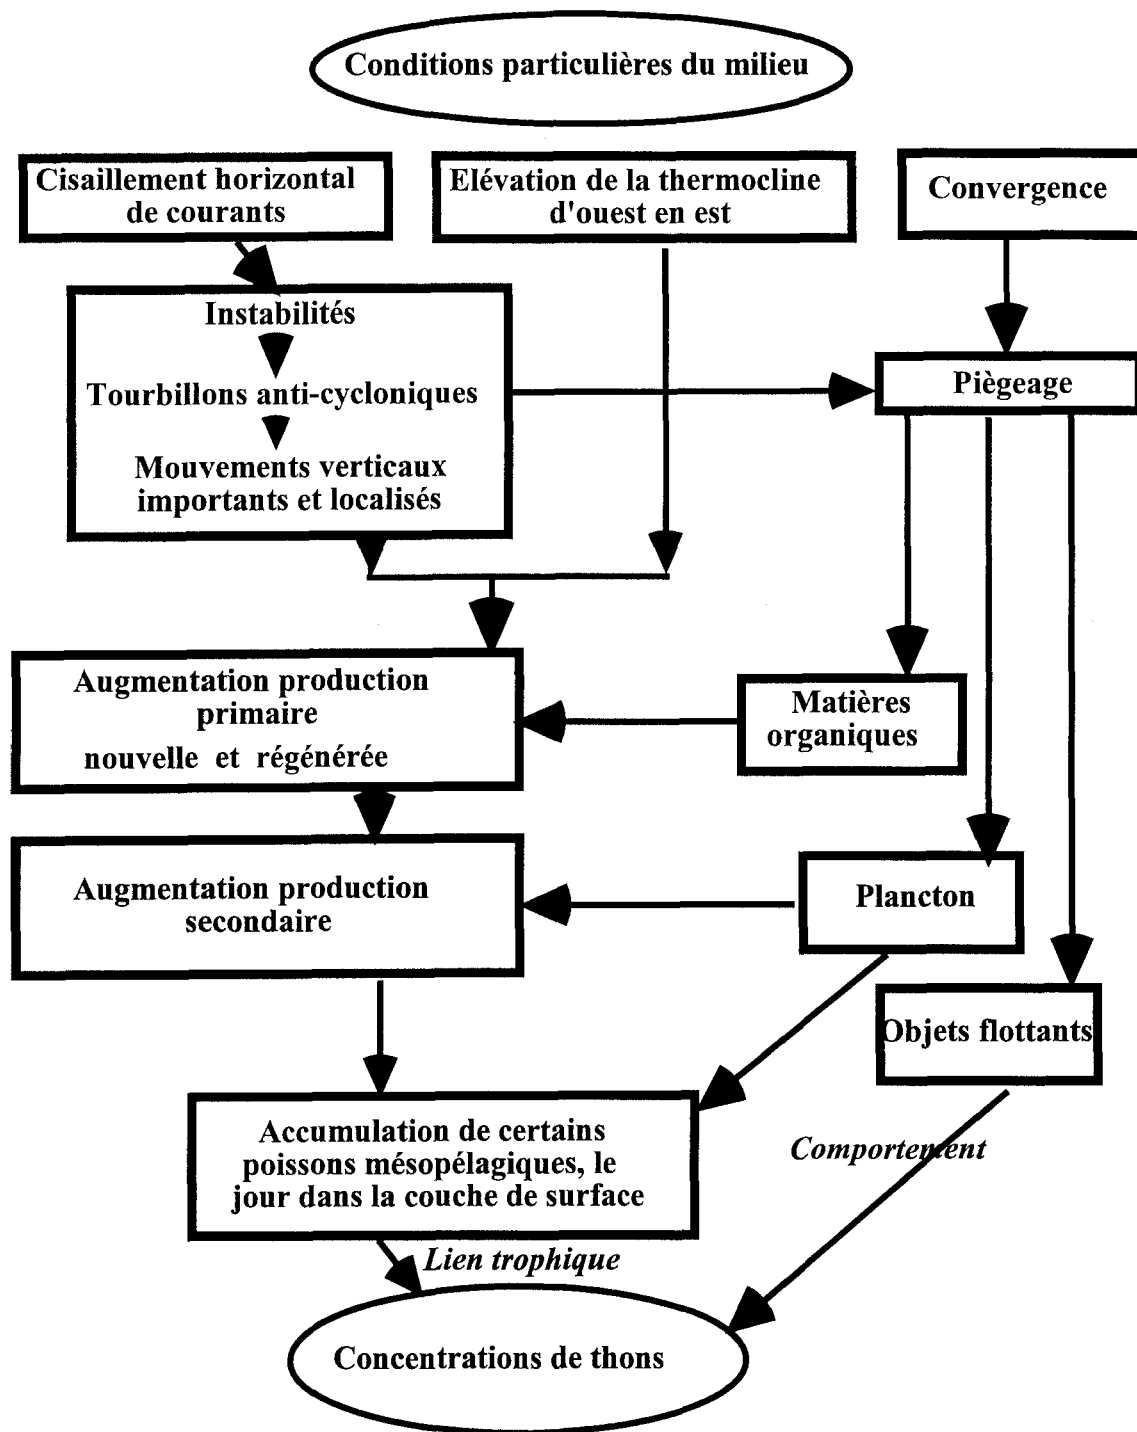 Conditions particulières du milieu
Cisaillement horizontal
de courants
Elévation de la thermocline
d'ouest en est
Convergence
Instabilités
Tourbillons anti-cycloniques
Mouvements verticaux
importants et localisés
Piègeage
Augmentation production
primaire
nouvelle et régénérée
Matières
organiques
Augmentation production
secondaire
Plancton
Objets flottants
Accumulation de certains
poissons mésopélagiques, le
jour dans la couche de surface
Comportement
Lien trophique
Concentrations de thons